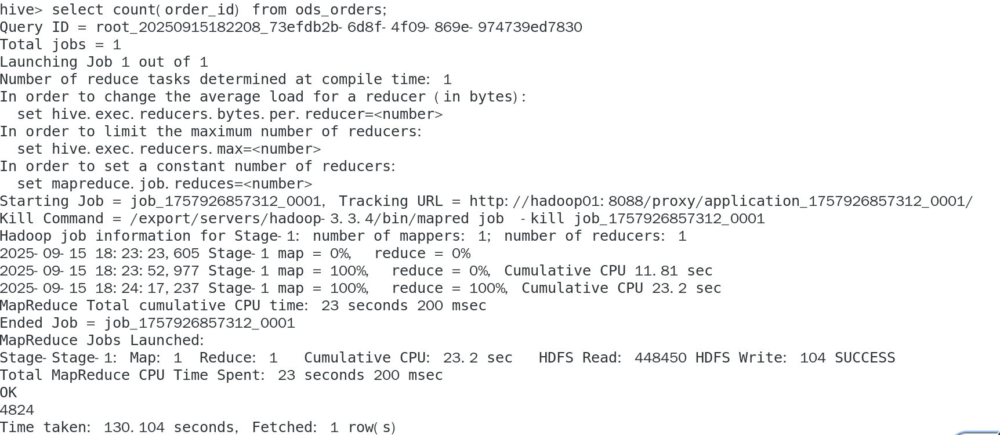 hive> select count(order_id) from ods_orders;
Query ID = root_20250915182208_73efdb2b-6d8f-4f09-869e-974739ed7830
Total jobs = 1
Launching Job 1 out of 1
Number of reduce tasks determined at compile time: 1
In order to change the average load for a reducer (in bytes):
  set hive.exec.reducers.bytes.per.reducer=<number>
In order to limit the maximum number of reducers:
  set hive.exec.reducers.max=<number>
In order to set a constant number of reducers:
  set mapreduce.job.reduces=<number>
Starting Job = job_1757926857312_0001, Tracking URL = http://hadoop01:8088/proxy/application_1757926857312_0001/
Kill Command = /export/servers/hadoop-3.3.4/bin/mapred job  -kill job_1757926857312_0001
Hadoop job information for Stage-1: number of mappers: 1; number of reducers: 1
2025-09-15 18:23:23,605 Stage-1 map = 0%,  reduce = 0%
2025-09-15 18:23:52,977 Stage-1 map = 100%,  reduce = 0%, Cumulative CPU 11.81 sec
2025-09-15 18:24:17,237 Stage-1 map = 100%,  reduce = 100%, Cumulative CPU 23.2 sec
MapReduce Total cumulative CPU time: 23 seconds 200 msec
Ended Job = job_1757926857312_0001
MapReduce Jobs Launched:
Stage-Stage-1: Map: 1  Reduce: 1   Cumulative CPU: 23.2 sec   HDFS Read: 448450 HDFS Write: 104 SUCCESS
Total MapReduce CPU Time Spent: 23 seconds 200 msec
OK
4824
Time taken: 130.104 seconds, Fetched: 1 row(s)